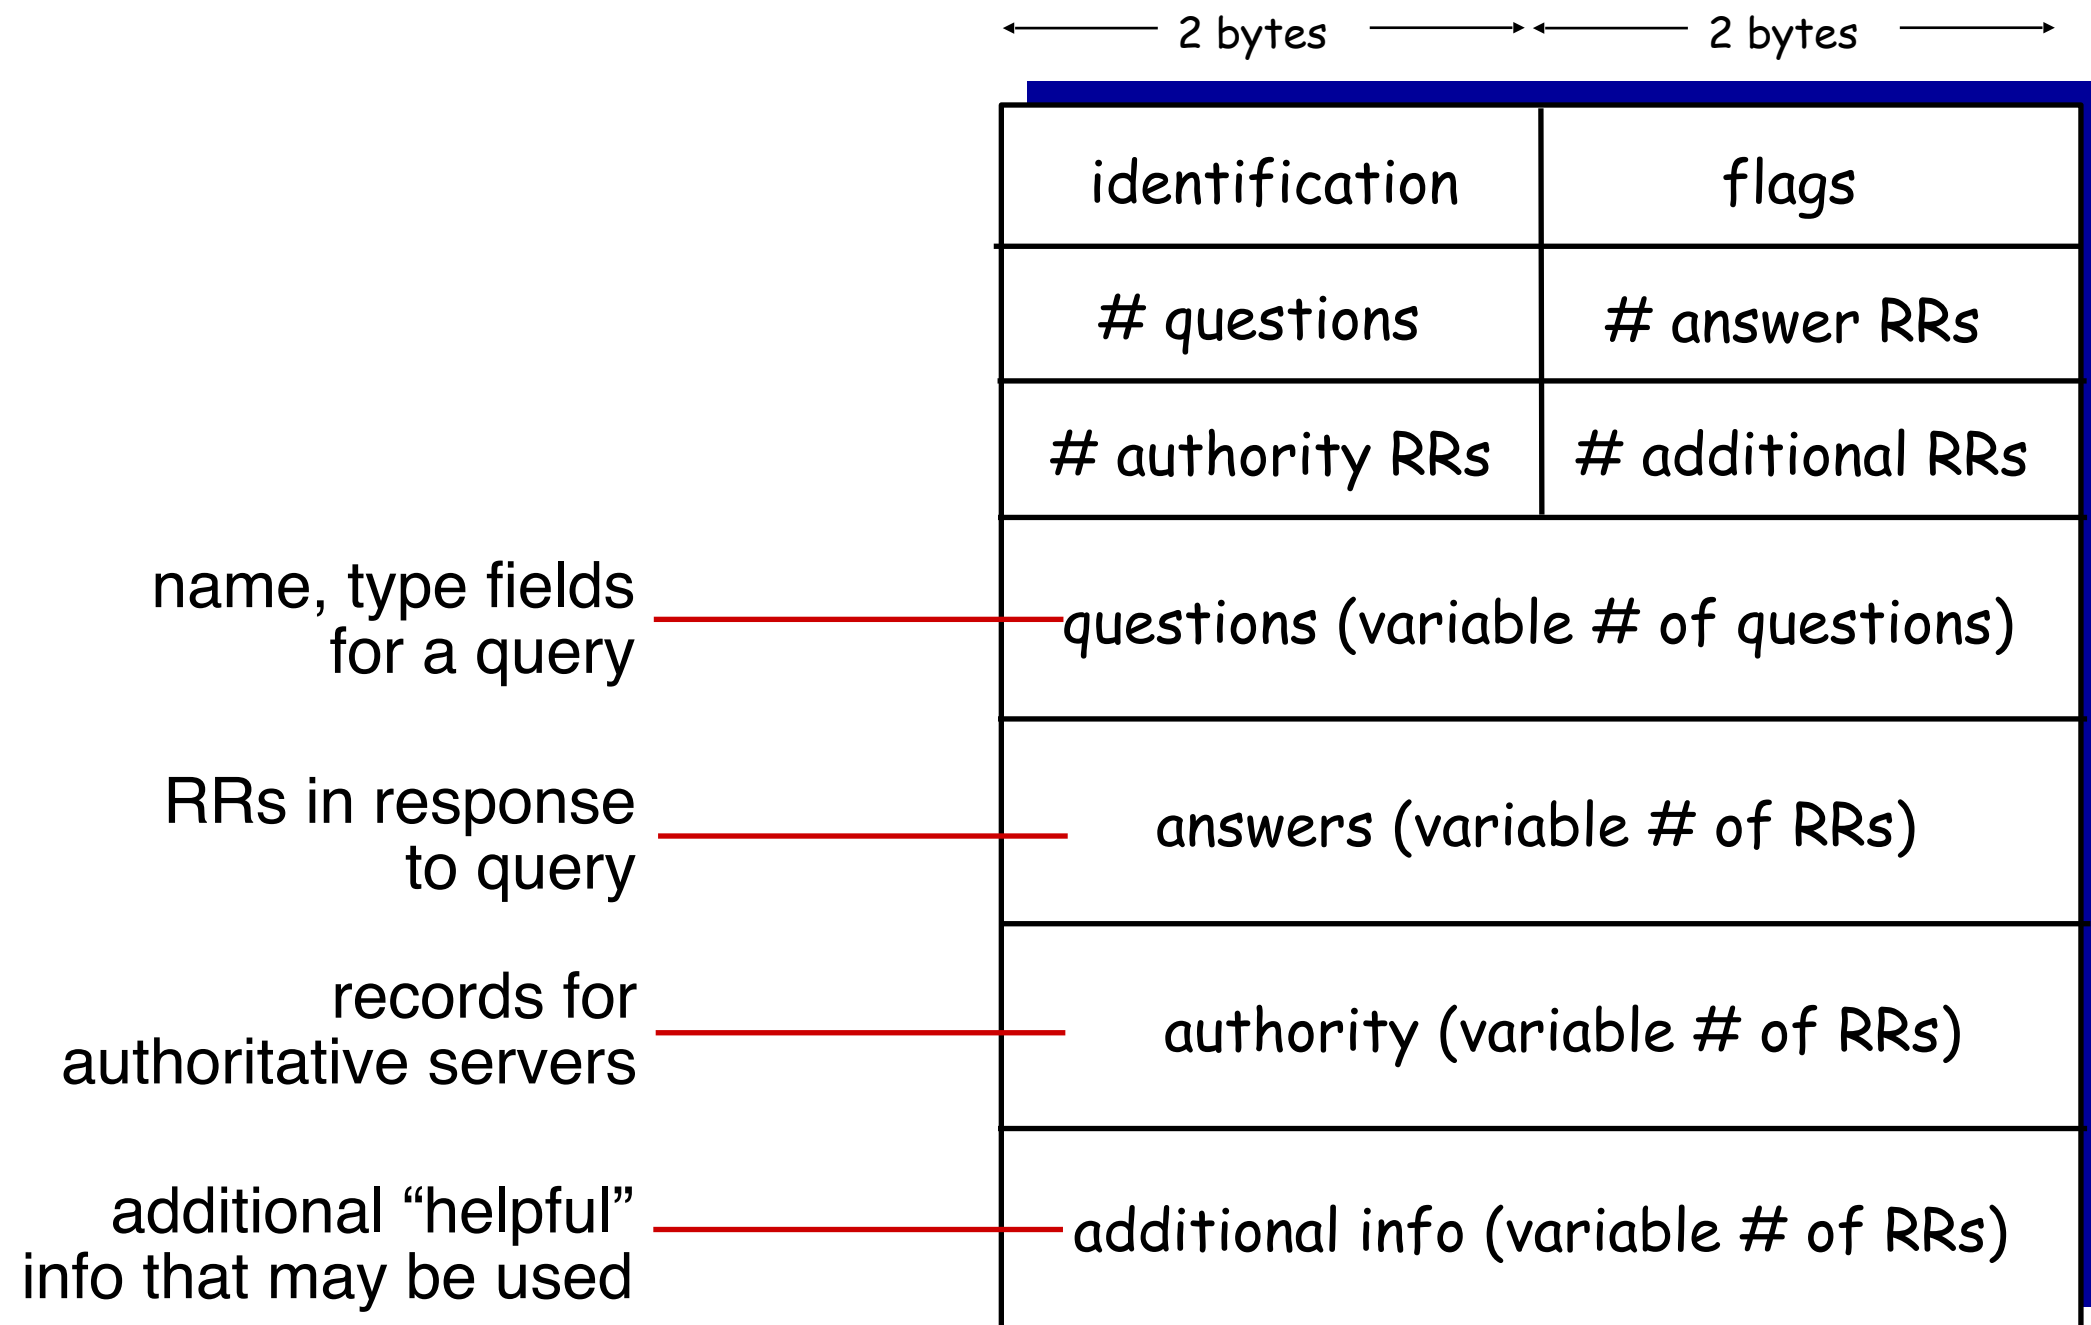 2 bytes 2 bytes
identification flags
# questions # answer RRs
# authority RRs # additional RRs
name, type fields
for a query
questions (variable # of questions)
RRs in response
to query
answers (variable # of RRs)
records for
authoritative servers
authority (variable # of RRs)
additional “helpful”
info that may be used
additional info (variable # of RRs)